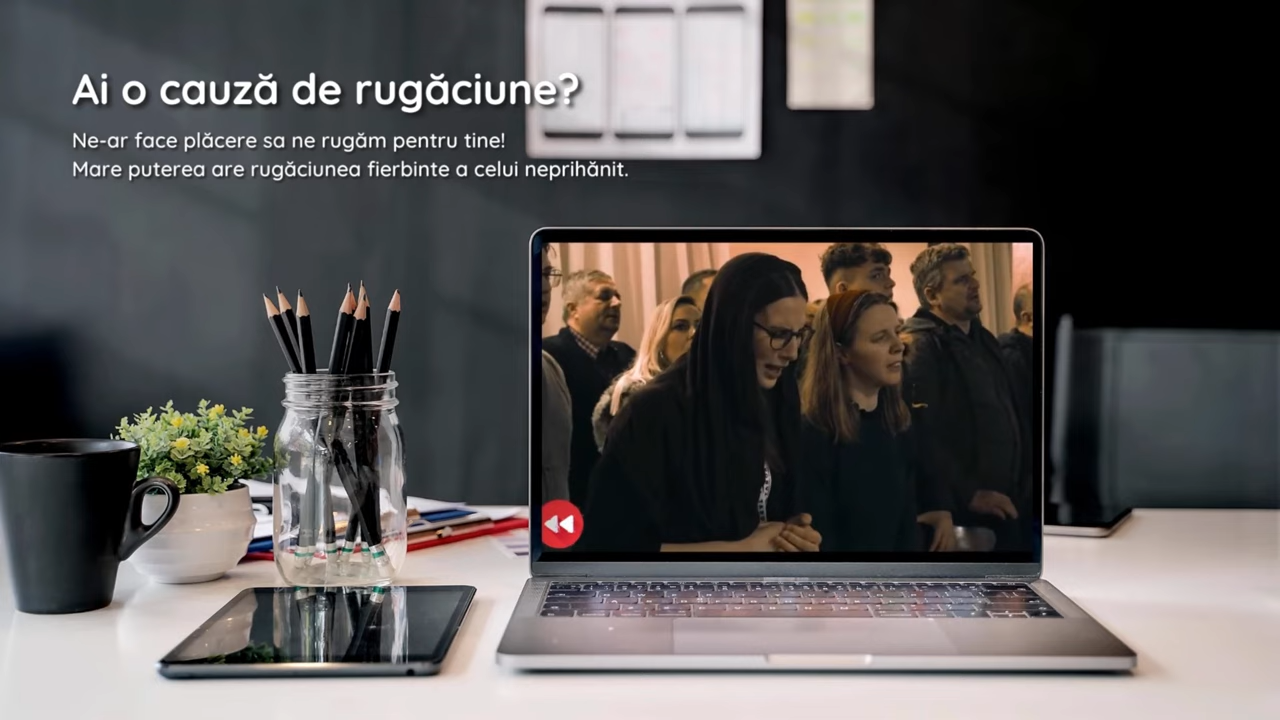 Ai o cauză de rugăciune?
Ne-ar face plăcere sa ne rugăm pentru tine!
Mare puterea are rugăciunea fierbinte a celui neprihănit.